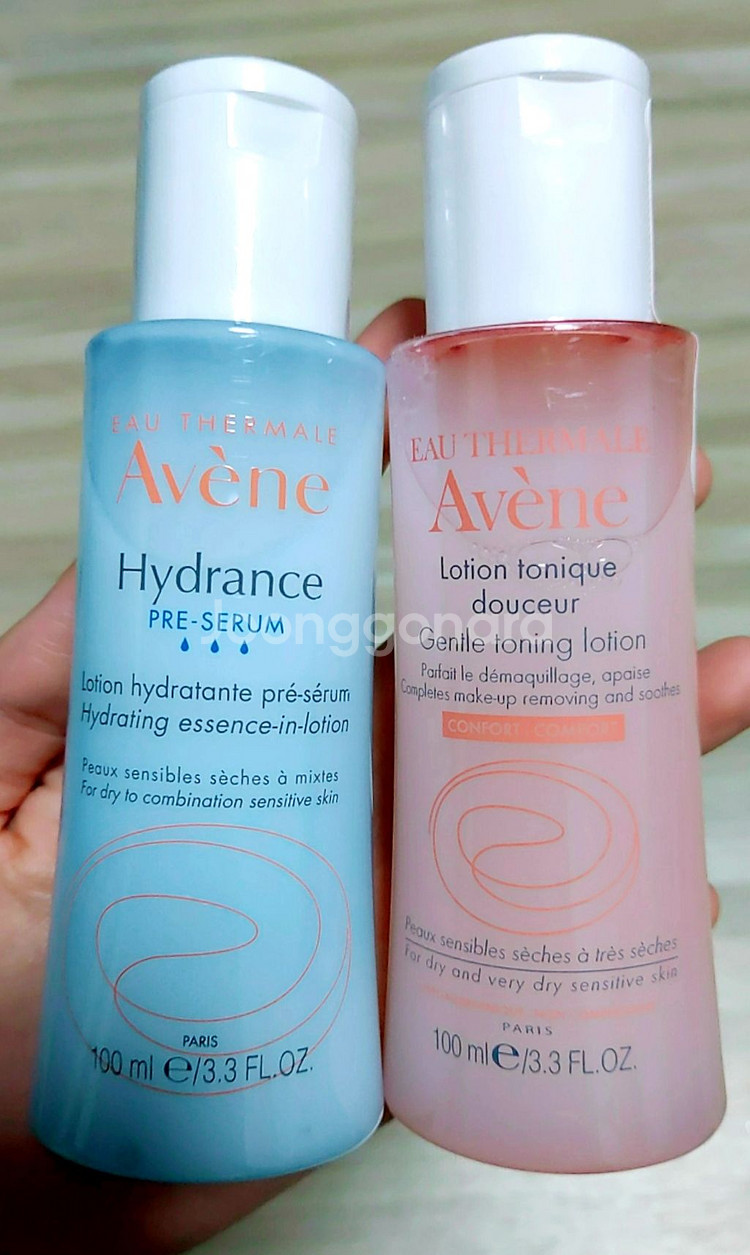 EAU THERMALE
Avène
Hydrance
PRE-SERUM
Lotion hydratante pré-sérum
Hydrating essence-in-lotion
Peaux sensibles sèches à mixtes
For dry to combination sensitive skin
PARIS
100 ml e/3.3 FL.OZ.
EAU THERMALE
Avène
Lotion tonique
douceur
Gentle toning lotion
Parfait le démaquillage, apaise
Completes make-up removing and soothes
CONFORT COMFORT
Peaux sensibles sèches à très sèches
For dry and very dry sensitive skin
PARIS
100 ml e/3.3 FL.OZ.
Joonggonara